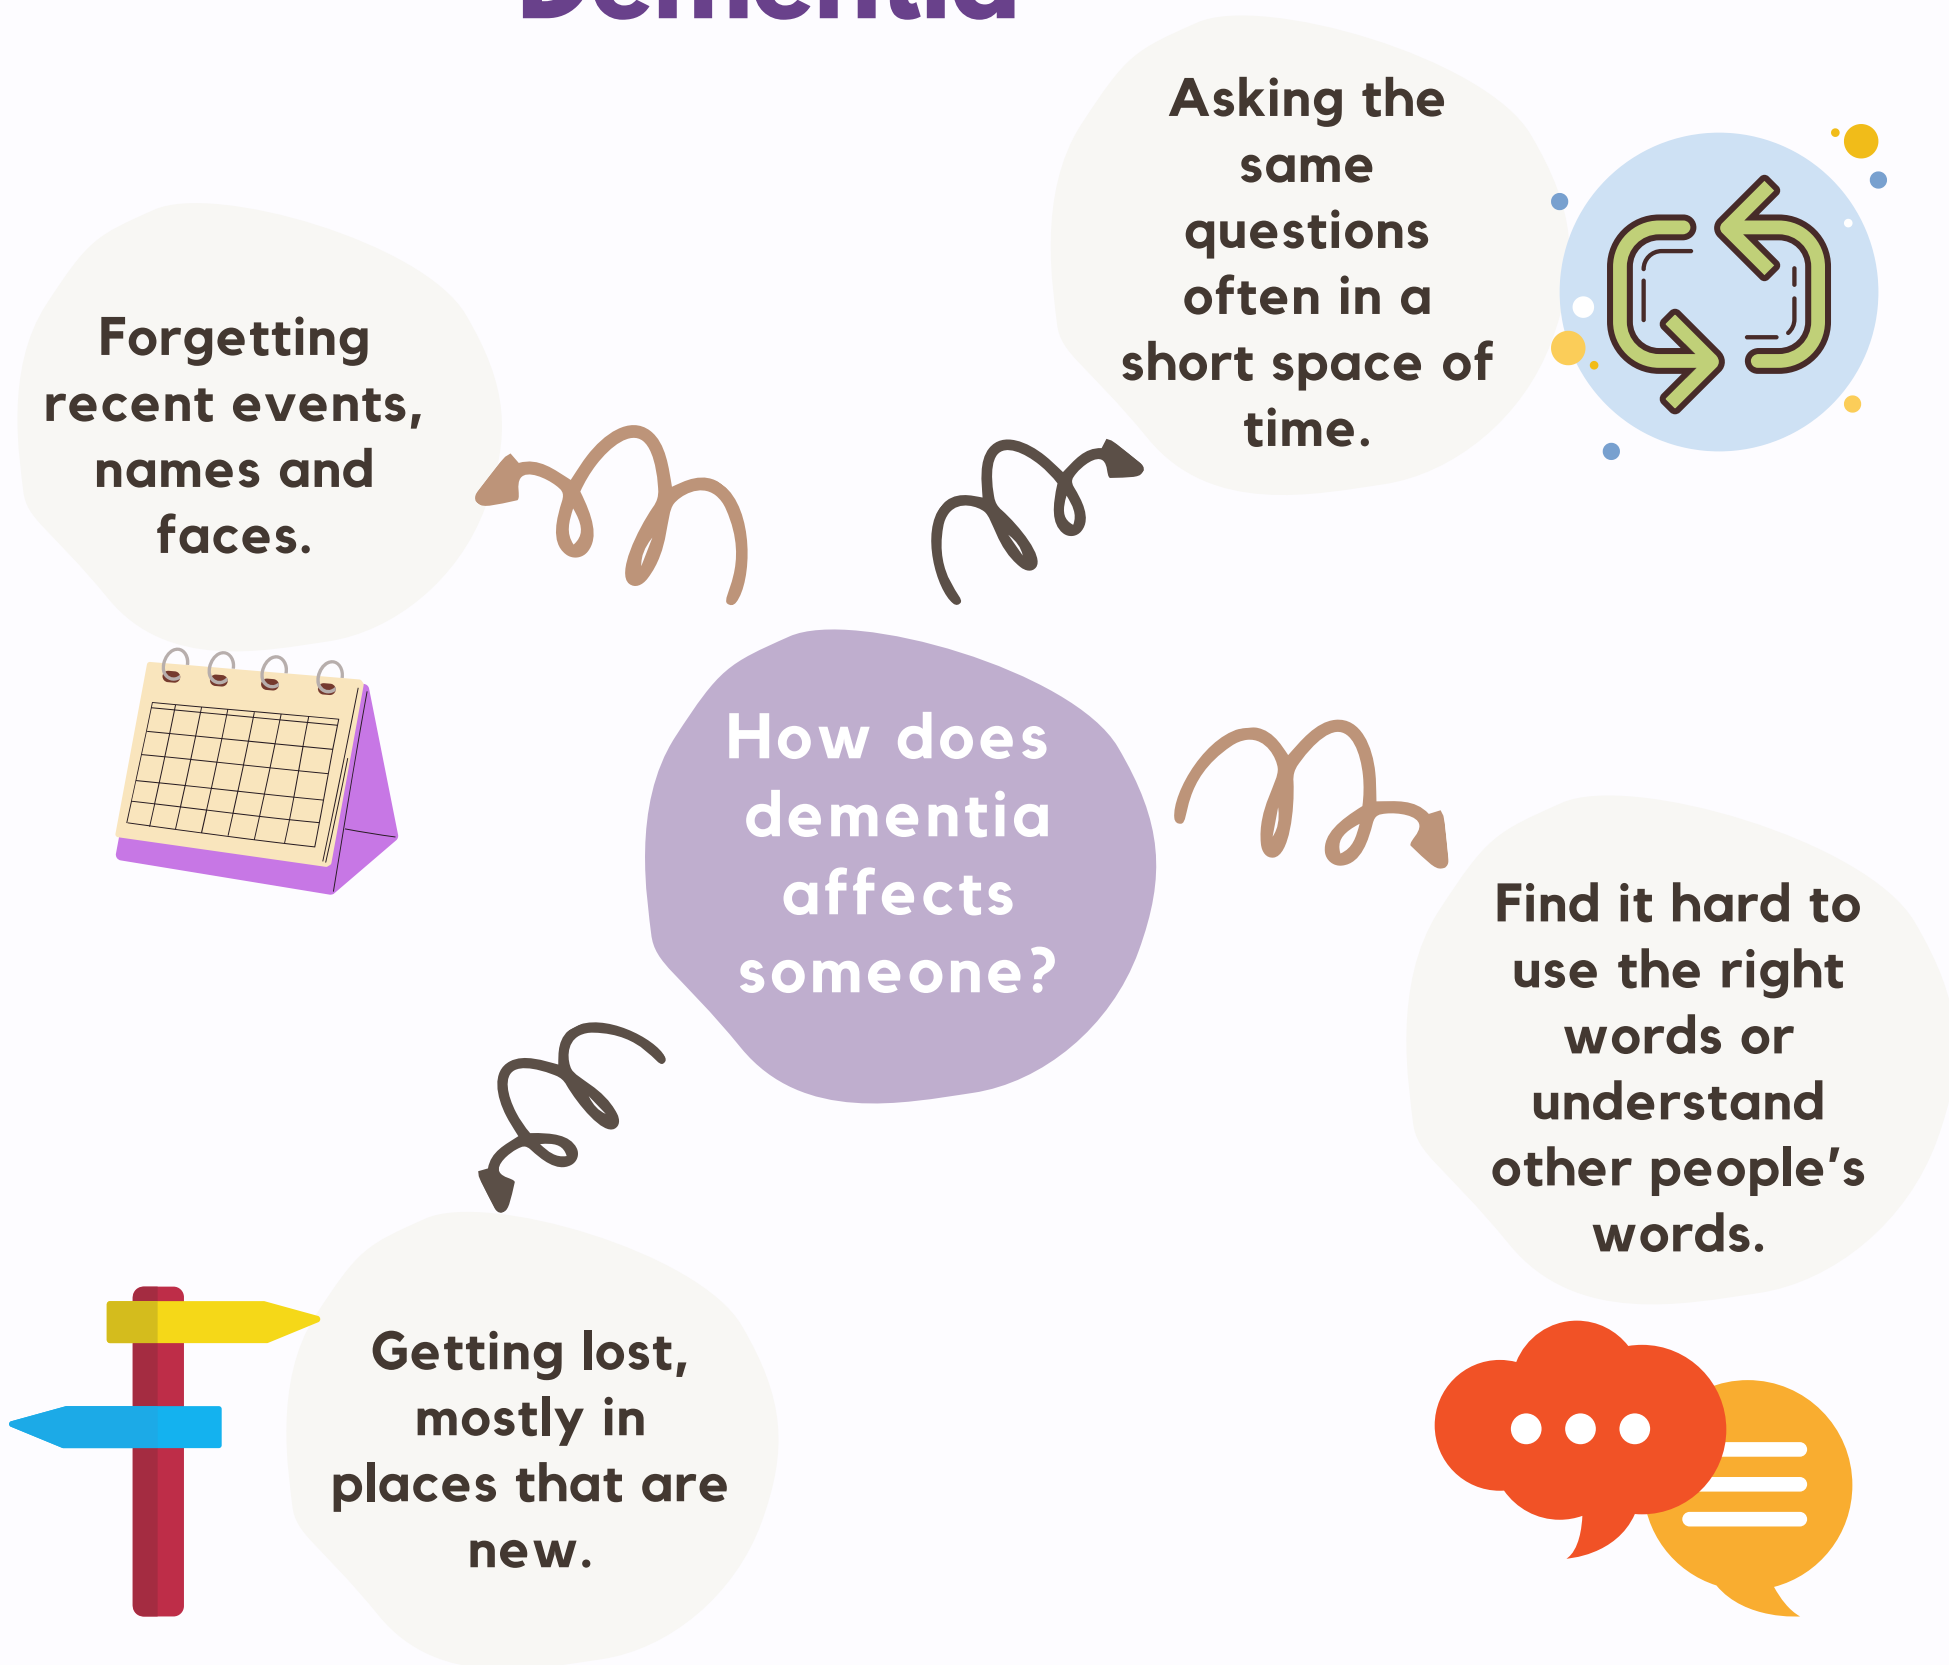 Dementia
Asking the
same
questions
often in a
short space of
time.
Forgetting
recent events,
names and
faces.
How does
dementia
affects
someone?
Find it hard to
use the right
words or
understand
other people's
words.
Getting lost,
mostly in
places that are
new.